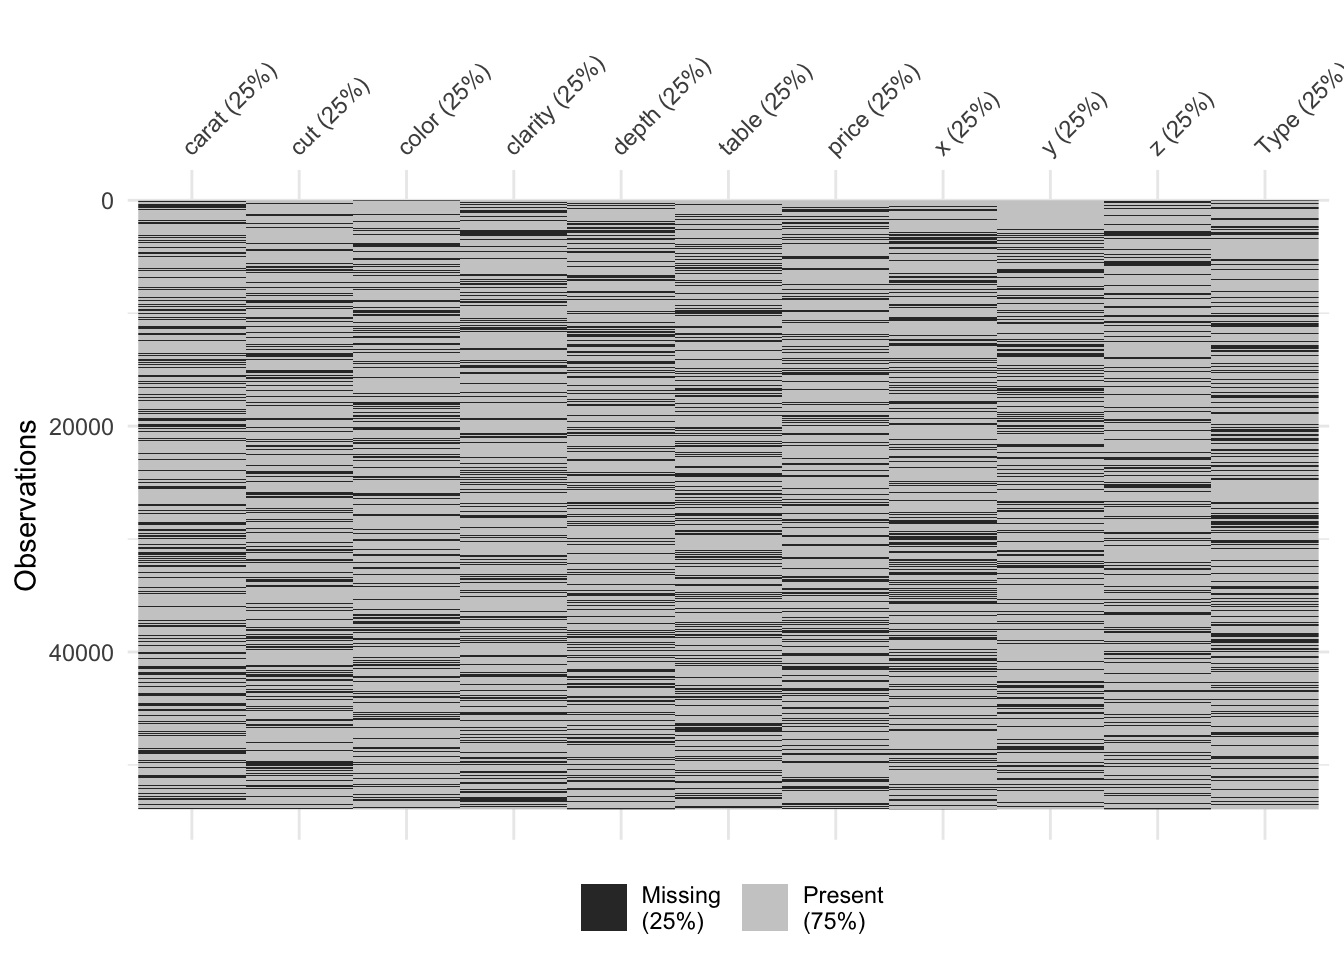 carat (25%)
cut (25%)
color (25%)
clarity (25%)
depth (25%)
table (25%)
price (25%)
x (25%)
y (25%)
z (25%)
Type (25%
0
20000
40000
Observations
Missing
(25%)
Present
(75%)